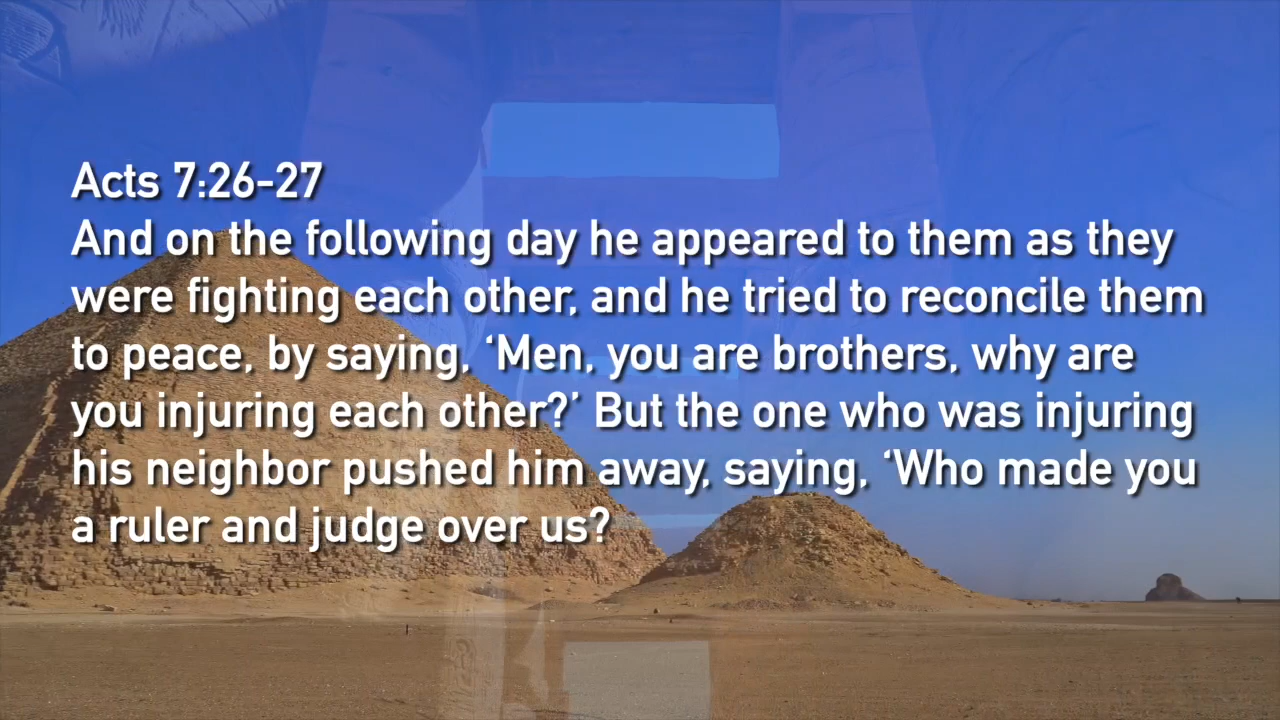 Acts 7:26-27
And on the following day he appeared to them as they
were fighting each other, and he tried to reconcile them
to peace, by saying, ‘Men, you are brothers, why are
you injuring each other?’ But the one who was injuring
his neighbor pushed him away, saying, ‘Who made you
a ruler and judge over us?